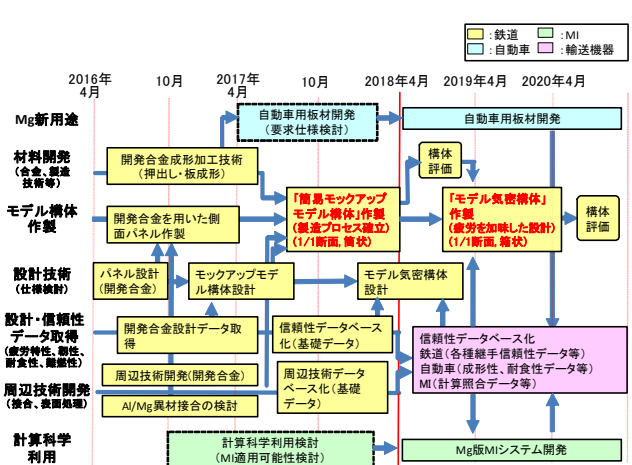 ：鉄道
：MI
：自動車
：輸送機器
2016年
4月
10月
2017年
4月
10月
2018年4月
2019年4月
2020年4月
Mg新用途
自動車用板材開発
（要求仕様検討）
自動車用板材開発
材料開発
（合金、製造
技術等）
開発合金成形加工技術
（押出し・板成形）
構体
評価
モデル構体
作製
開発合金を用いた側
面パネル作製
「簡易モックアップ
モデル構体」作製
（製造プロセス確立）
（1/1断面，筒状）
「モデル気密構体」
作製
（疲労を加味した設計）
（1/1断面，箱状）
構体
評価
設計技術
（仕様検討）
パネル設計
（開発合金）
モックアップモデ
ル構体設計
モデル気密構体
設計
設計・信頼性
データ取得
（疲労特性、靭性、
耐食性、難燃性）
開発合金設計データ取
得
信頼性データベース
化（基礎データ）
信頼性データベース化
鉄道（各種継手信頼性データ等）
自動車（成形性、耐食性データ等）
MI（計算照合データ等）
周辺技術開発
（接合、表面処理）
周辺技術開発（開発合金）
Al/Mg異材接合の検討
周辺技術データ
ベース化（基礎
データ）
計算科学
利用
計算科学利用検討
（MI適用可能性検討）
Mg版MIシステム開発